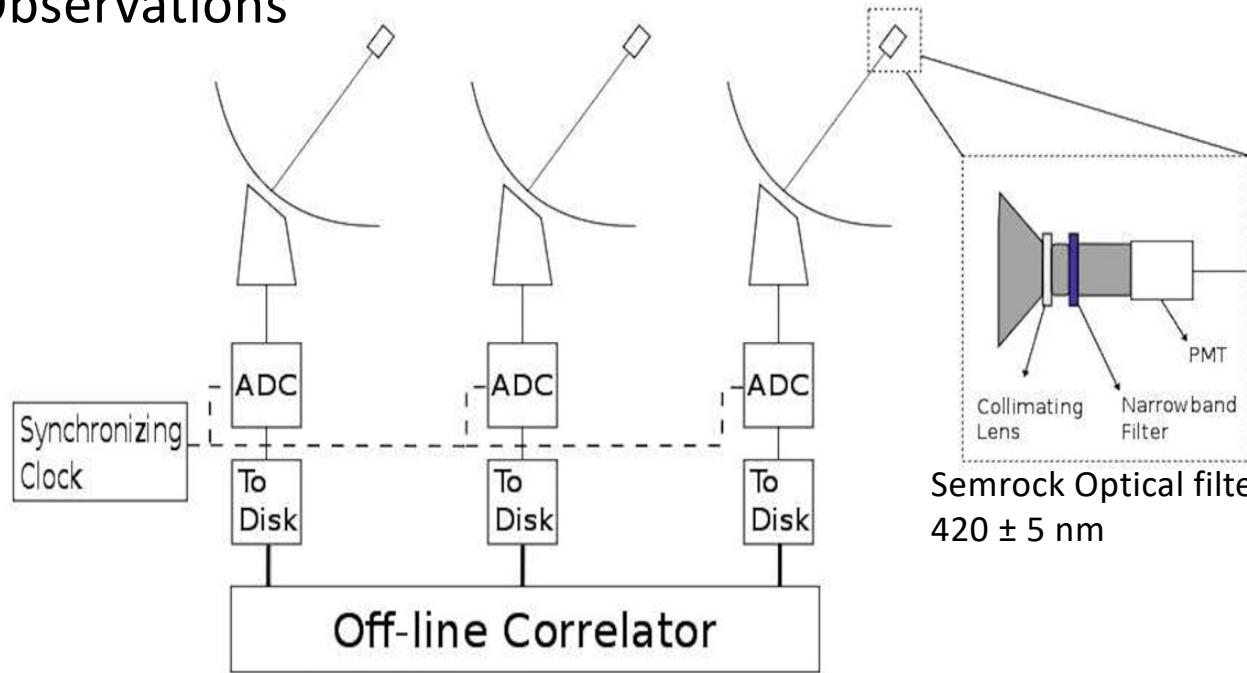 Observations
ADC
ADC
ADC
Synchronizing
Clock
To
Disk
To
Disk
To
Disk
Off-line Correlator
PMT
Collimating
Lens
Narrowband
Filter
Semrock Optical filte
420 ± 5 nm